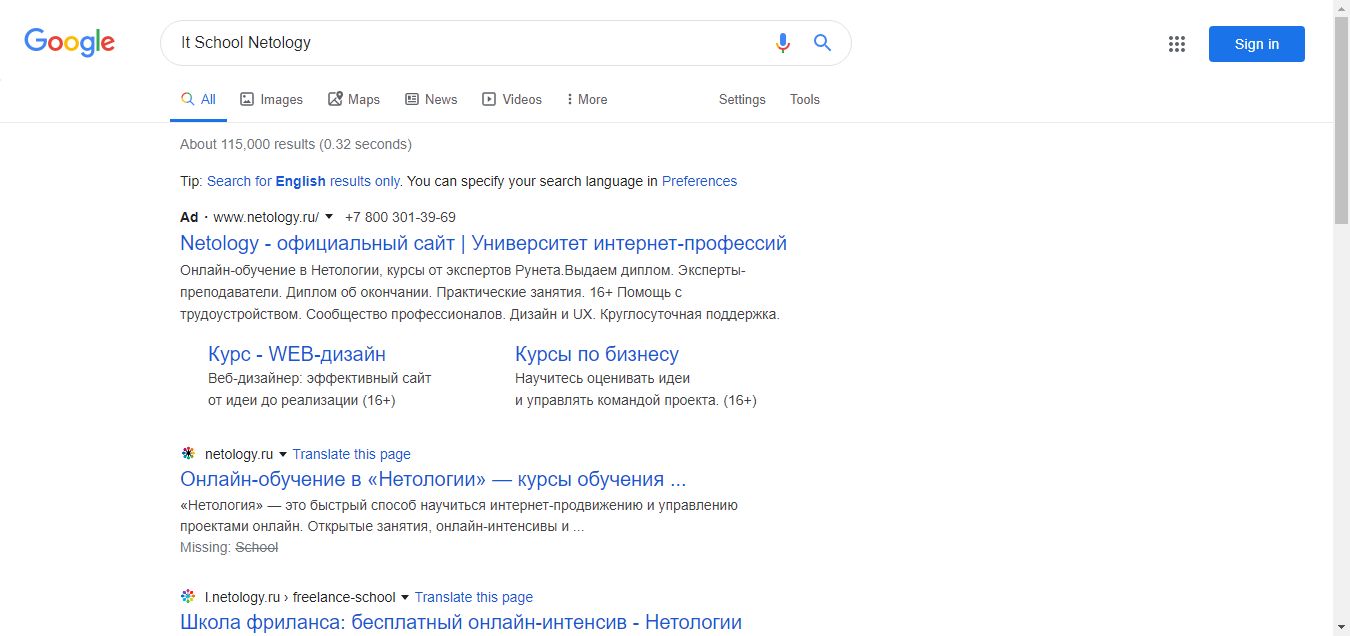 Google
It School Netology
Sign in
All Images Maps News Videos More Settings Tools
About 115,000 results (0.32 seconds)
Tip: Search for English results only. You can specify your search language in Preferences
Ad · www.netology.ru/ +7 800 301-39-69
Netology - официальный сайт | Университет интернет-профессий
Онлайн-обучение в Нетологии, курсы от экспертов Рунета.Выдаем диплом. Эксперты-
преподаватели. Диплом об окончании. Практические занятия. 16+ Помощь с
трудоустройством. Сообщество профессионалов. Дизайн и UX. Круглосуточная поддержка.
Курс - WEB-дизайн
Веб-дизайнер: эффективный сайт
от идеи до реализации (16+)
Курсы по бизнесу
Научитесь оценивать идеи
и управлять командой проекта. (16+)
netology.ru Translate this page
Онлайн-обучение в «Нетологии» — курсы обучения ...
«Нетология» — это быстрый способ научиться интернет-продвижению и управлению
проектами онлайн. Открытые занятия, онлайн-интенсивы и ...
Missing: School
l.netology.ru › freelance-school Translate this page
Школа фриланса: бесплатный онлайн-интенсив - Нетологии